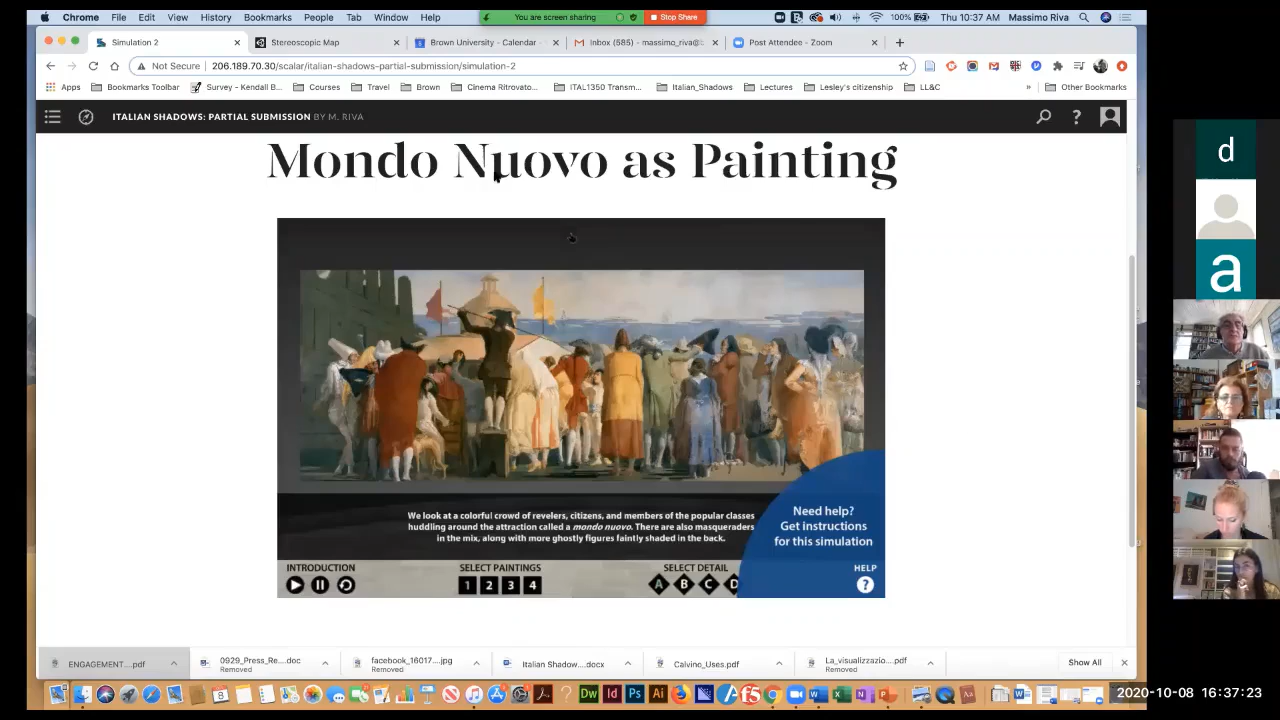 Chrome File Edit View History Bookmarks People Tab Window Help You are screen sharing Stop Share 100% Thu 10:37 AM Massimo Riva
Simulation 2 Stereoscopic Map Brown University - Calendar - Inbox (585) - massimo_riva@ Post Attendee - Zoom
Not Secure 206.189.70.30/scalar/italian-shadows-partial-submission/simulation-2
Apps Bookmarks Toolbar Survey - Kendall B... Courses Travel Brown Cinema Ritrovato... ITAL1350 Transm... Italian_Shadows Lectures Lesley's citizenship LL&C » Other Bookmarks
ITALIAN SHADOWS: PARTIAL SUBMISSION BY M. RIVA ?
Mondo Nuovo as Painting
We look at a colorful crowd of revelers, citizens, and members of the popular classes
huddling around the attraction called a mondo nuovo. There are also masqueraders
in the mix, along with more ghostly figures faintly shaded in the back.
Need help?
Get instructions
for this simulation
INTRODUCTION SELECT PAINTINGS SELECT DETAIL HELP
1 2 3 4 A B C D ?
ENGAGEMENT....pdf 0929_Press_Re....doc facebook_16017....jpg Italian Shadow....docx Calvino_Uses.pdf La_visualizzazio....pdf Show All
Removed Removed Removed
d
a
2020-10-08 16:37:23